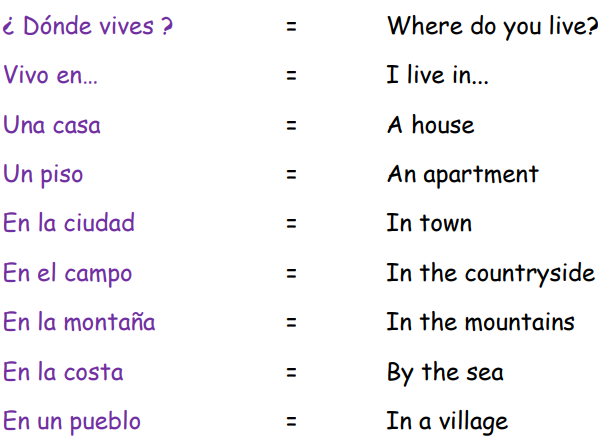 ¿ Dónde vives ? = Where do you live?
Vivo en... = I live in...
Una casa = A house
Un piso = An apartment
En la ciudad = In town
En el campo = In the countryside
En la montaña = In the mountains
En la costa = By the sea
En un pueblo = In a village